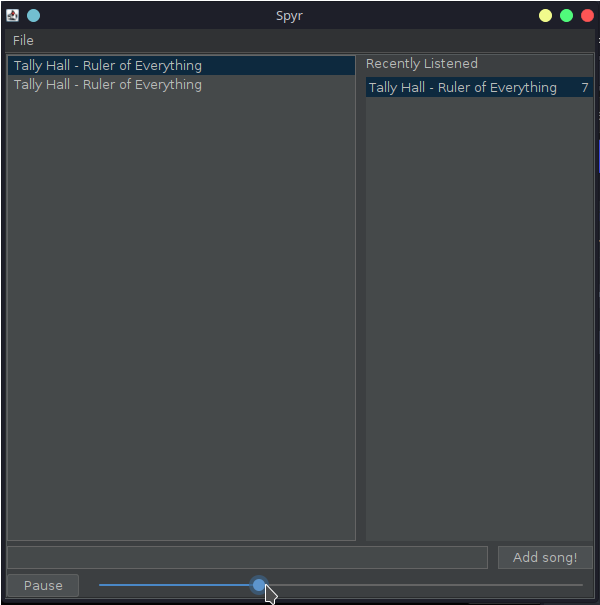 Spyr
File
Tally Hall - Ruler of Everything
Tally Hall - Ruler of Everything
Recently Listened
Tally Hall - Ruler of Everything 7
Add song!
Pause